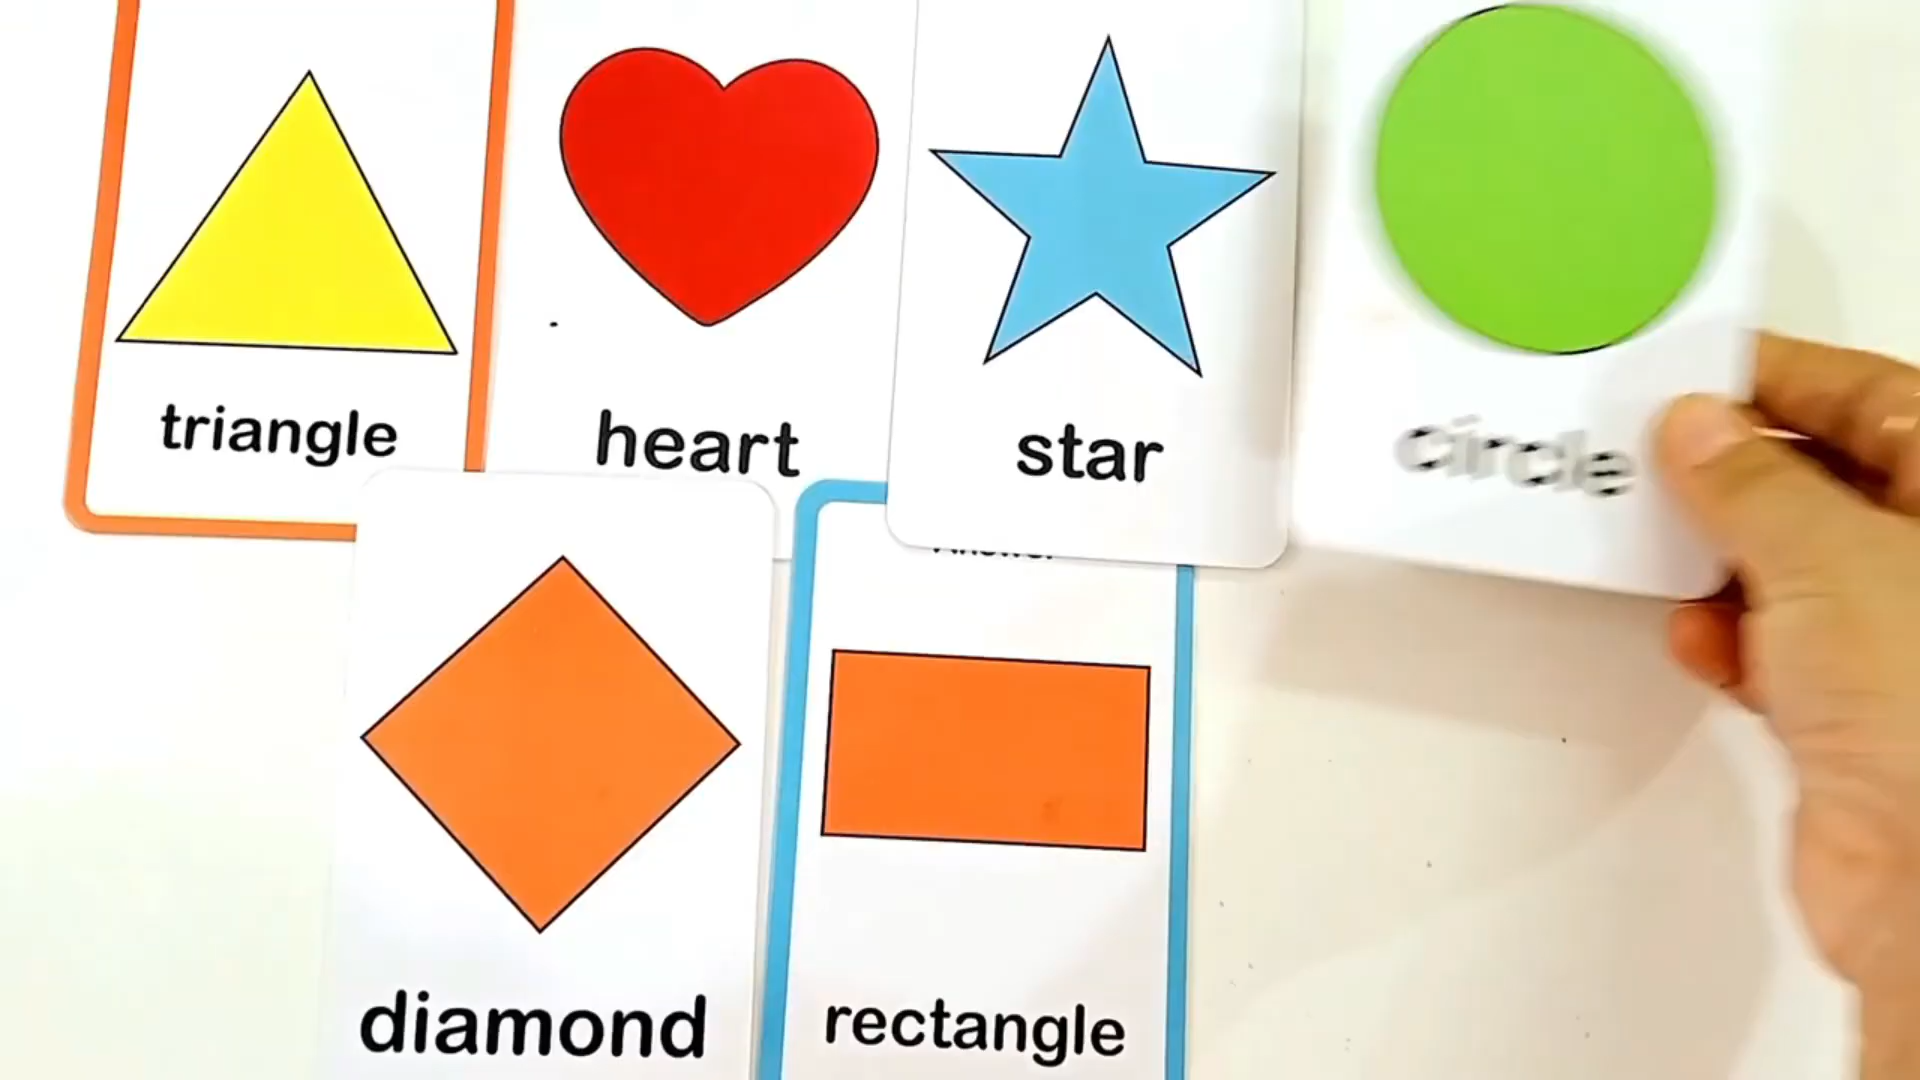 triangle
heart
star
circle
diamond
rectangle